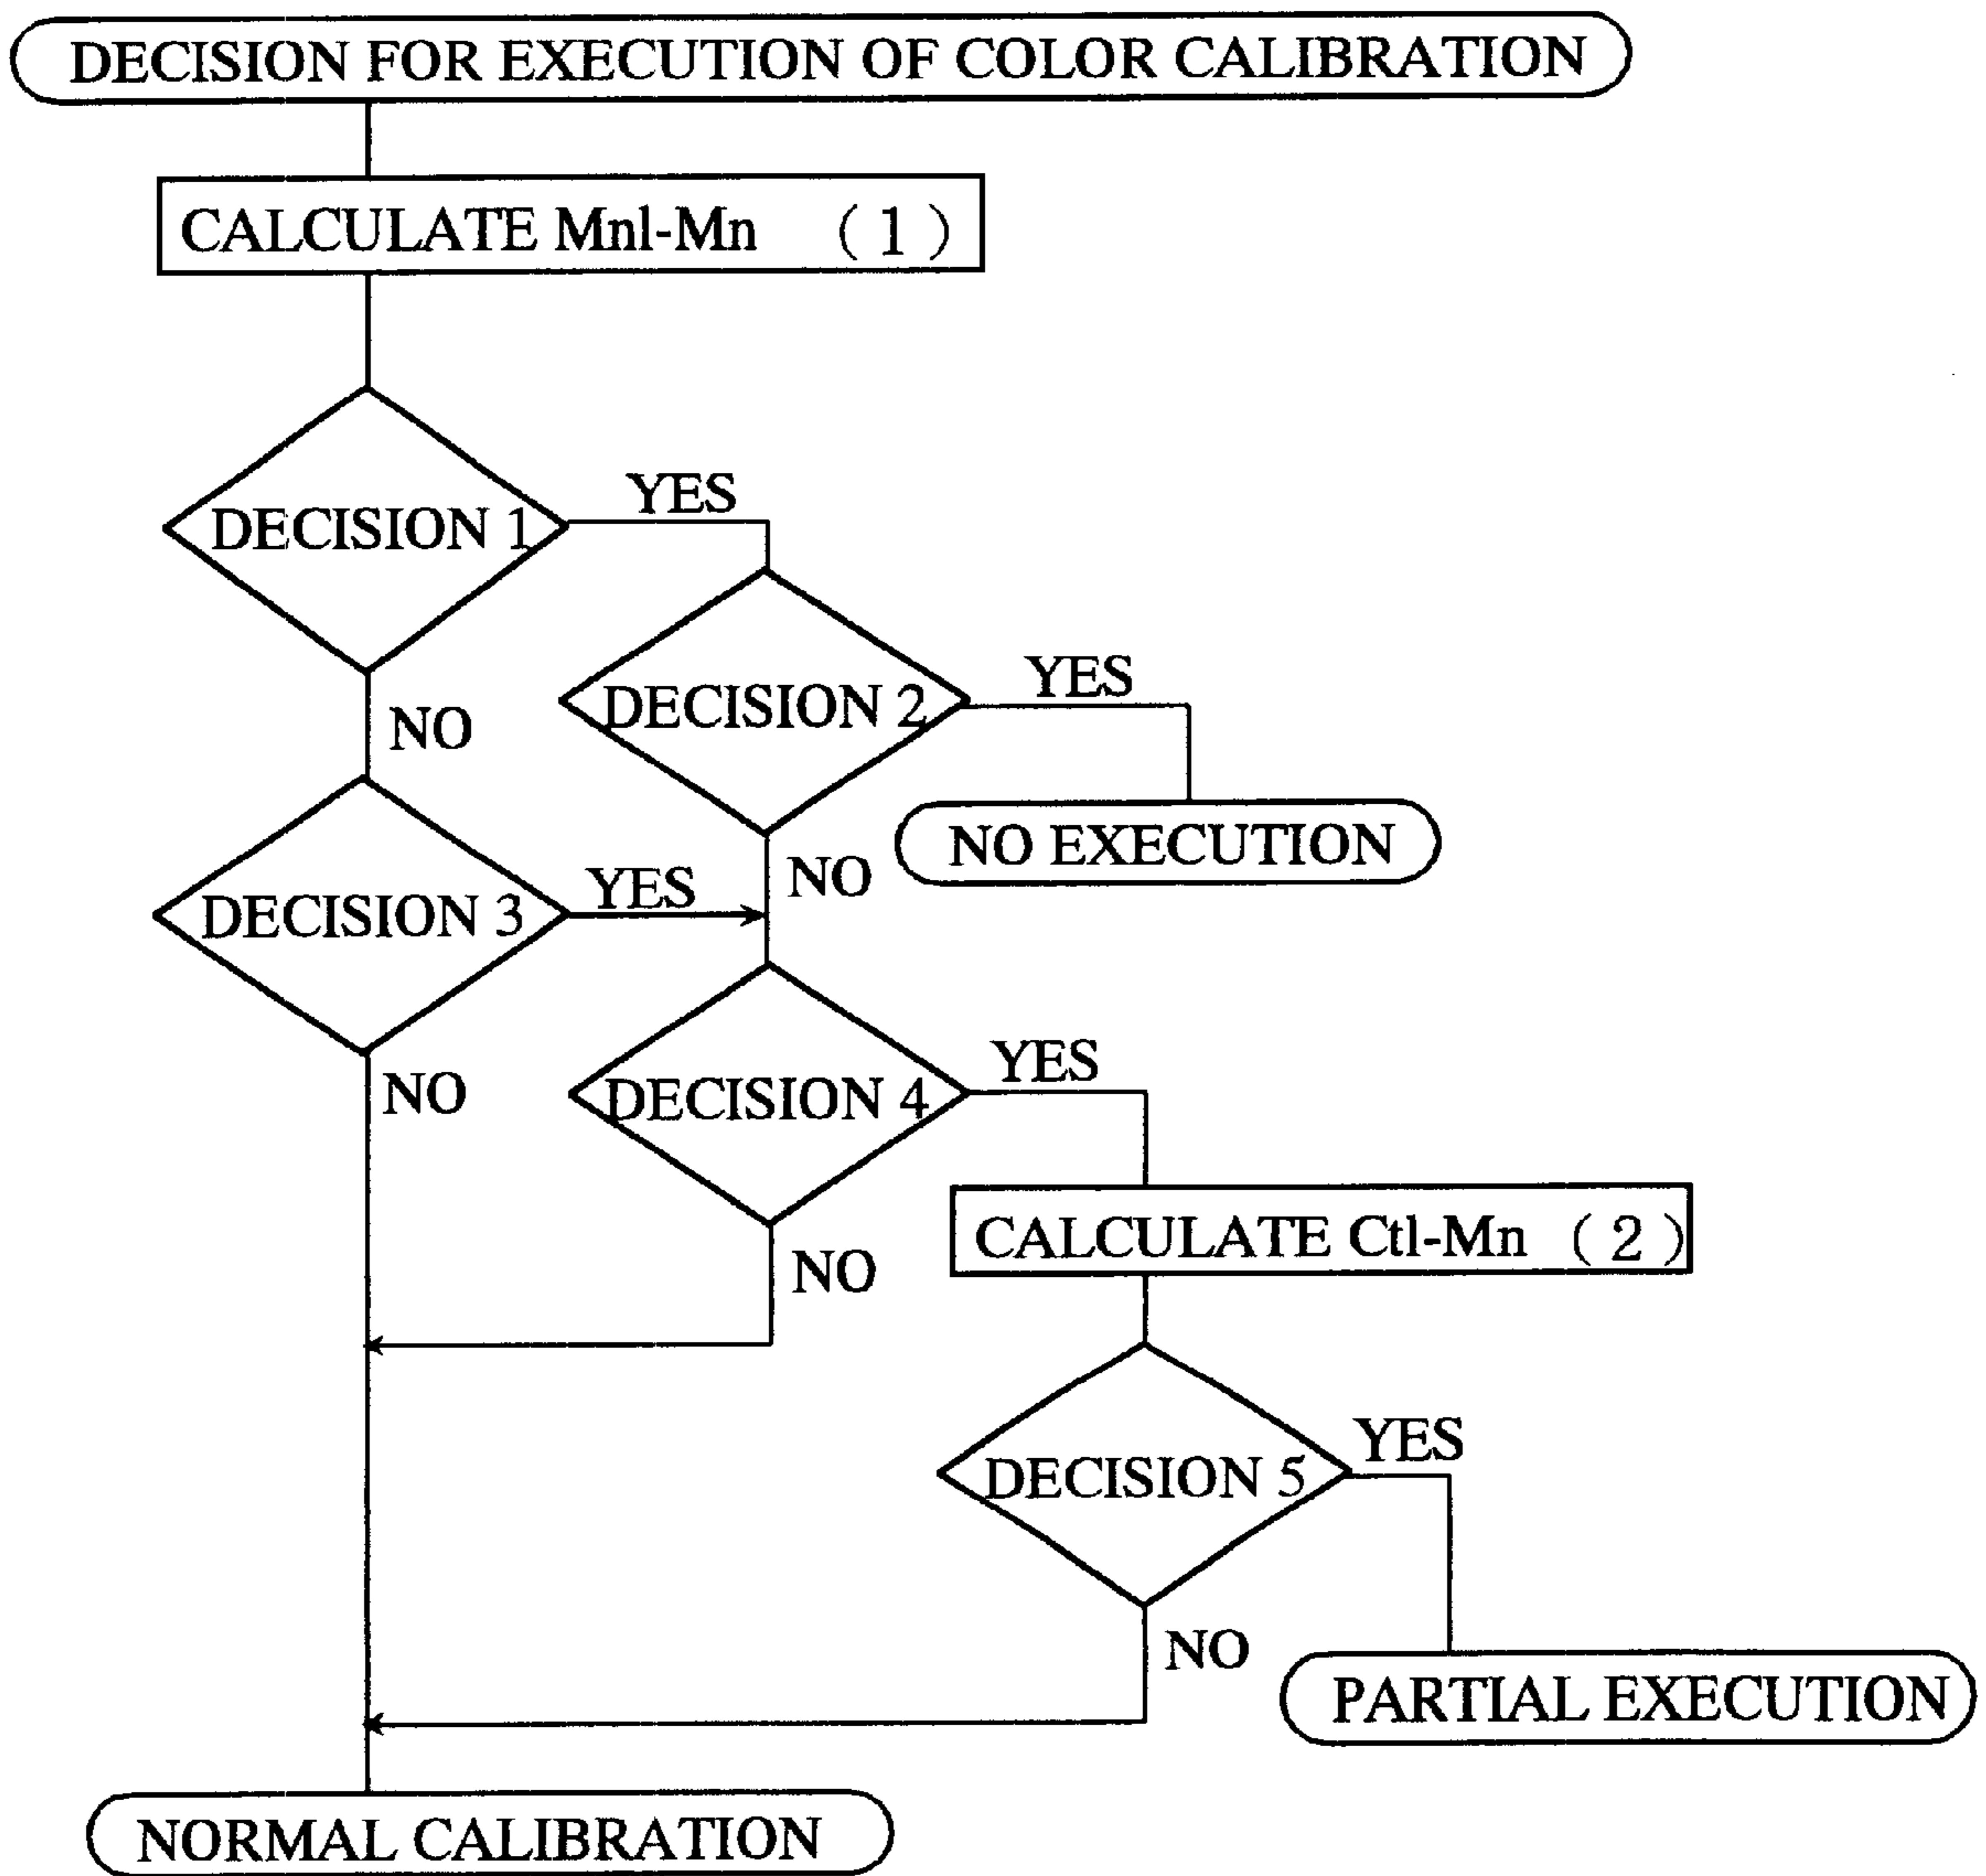 DECISION FOR EXECUTION OF COLOR CALIBRATION
CALCULATE Mnl-Mn (1)
DECISION 1
YES
NO
DECISION 2
YES
NO EXECUTION
NO
DECISION 3
YES
NO
DECISION 4
YES
NO
CALCULATE Ctl-Mn (2)
DECISION 5
YES
NO
PARTIAL EXECUTION
NORMAL CALIBRATION